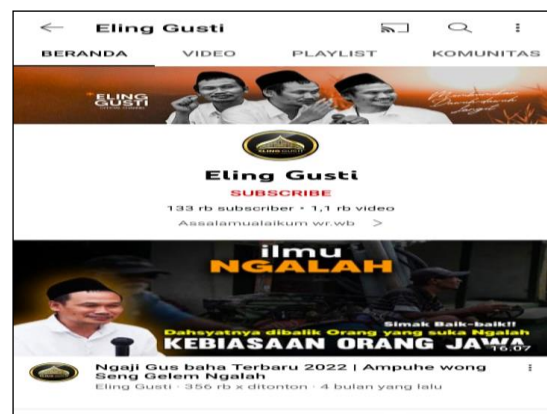 Eling Gusti
BERANDA VIDEO PLAYLIST KOMUNITAS
ELING
GUSTI
ELING GUSTI
Eling Gusti
SUBSCRIBE
133 rb subscriber • 1,1 rb video
Assalamualaikum wr.wb >
ilmu
NGALAH
Simak Baik-baik!!
Dahsyatnya dibalik Orang yang suka Ngalah
KEBIASAAN ORANG JAWA
16.07
Ngaji Gus baha Terbaru 2022 | Ampuhe wong
Seng Gelem Ngalah
Eling Gusti · 356 rb x ditonton · 4 bulan yang lalu